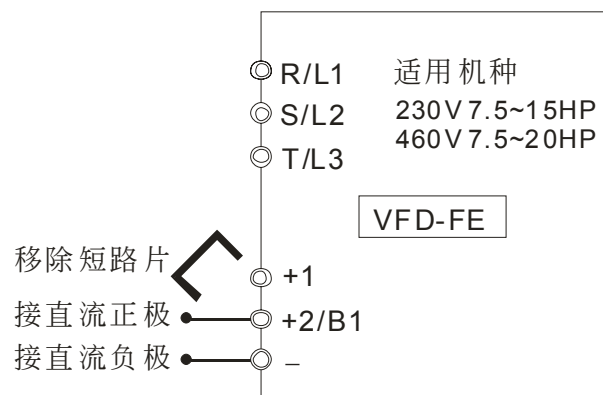 R/L1 适用机种
S/L2 230V 7.5~15HP
460V 7.5~20HP
T/L3
VFD-FE
移除短路片
+1
接直流正极 +2/B1
接直流负极 −